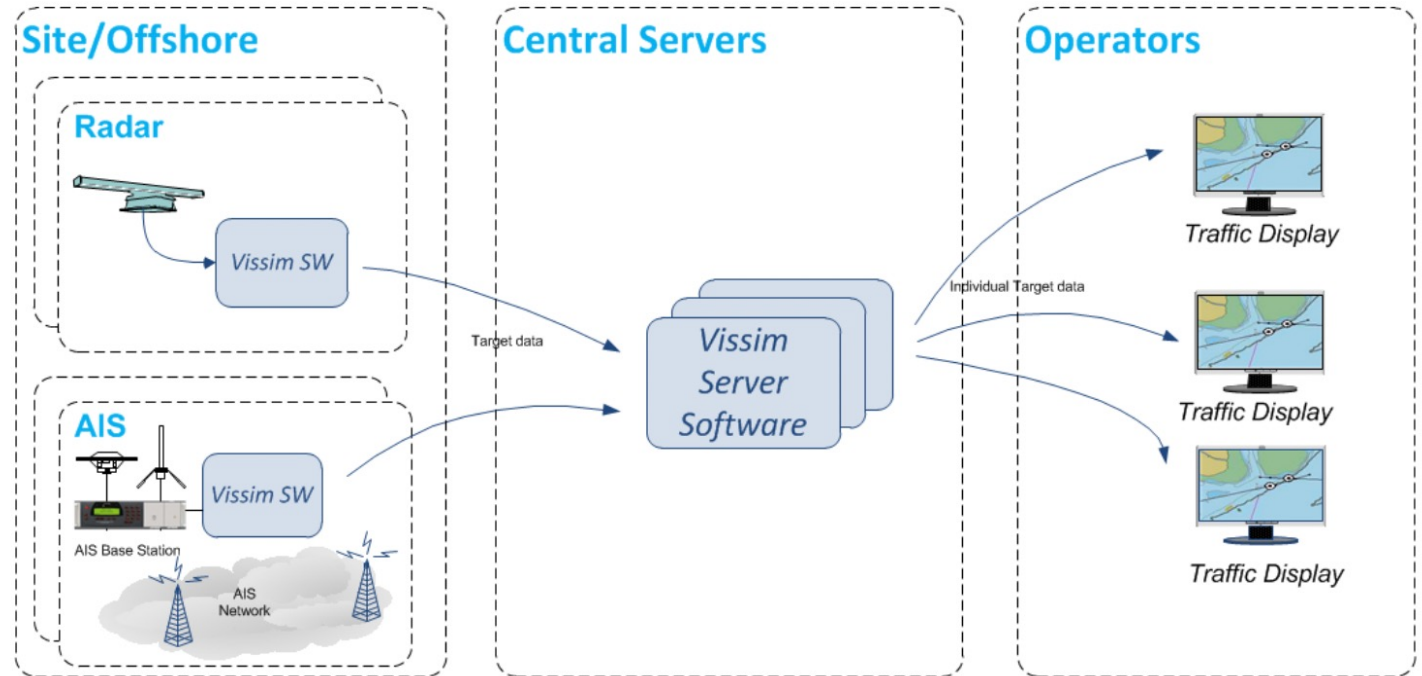 Site/Offshore
Radar
Vissim SW
AIS
Vissim SW
AIS Base Station
AIS
Network
Central Servers
Target data
Vissim
Server
Software
Operators
Individual Target data
Traffic Display
Traffic Display
Traffic Display